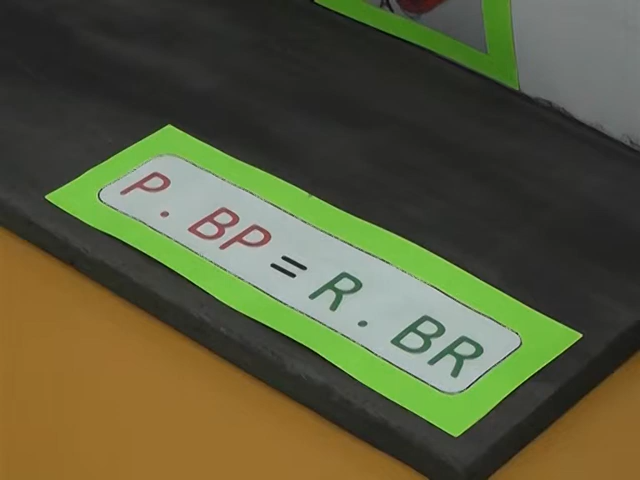 P. BP = R. BR